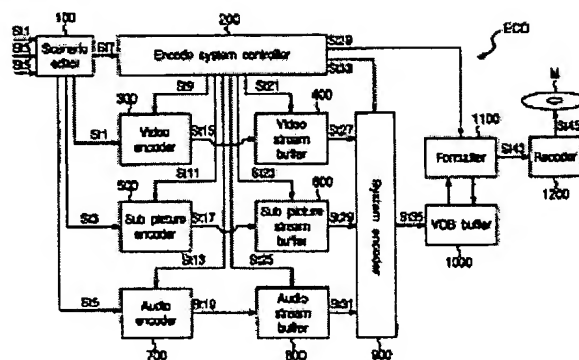 100
200
ECD
St1
St3
St5
Scenario
editor
St7
Encode system controller
St39
St33
M
St9
St21
300
400
St45
St1
Video
encoder
St15
Video
stream
buffer
St27
1100
Formatter
St43
Recoder
1200
St11
St23
500
600
System encoder
St3
Sub picture
encoder
St17
Sub picture
stream
buffer
St29
St35
VOB buffer
1000
St13
St25
St5
Audio
encoder
St19
Audio
stream
buffer
St31
700
800
900